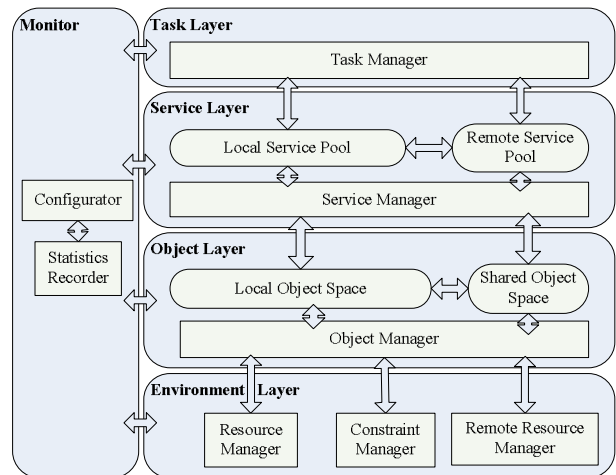 Monitor
Configurator
Statistics
Recorder
Task Layer
Task Manager
Service Layer
Local Service Pool
Remote Service
Pool
Service Manager
Object Layer
Local Object Space
Shared Object
Space
Object Manager
Environment Layer
Resource
Manager
Constraint
Manager
Remote Resource
Manager